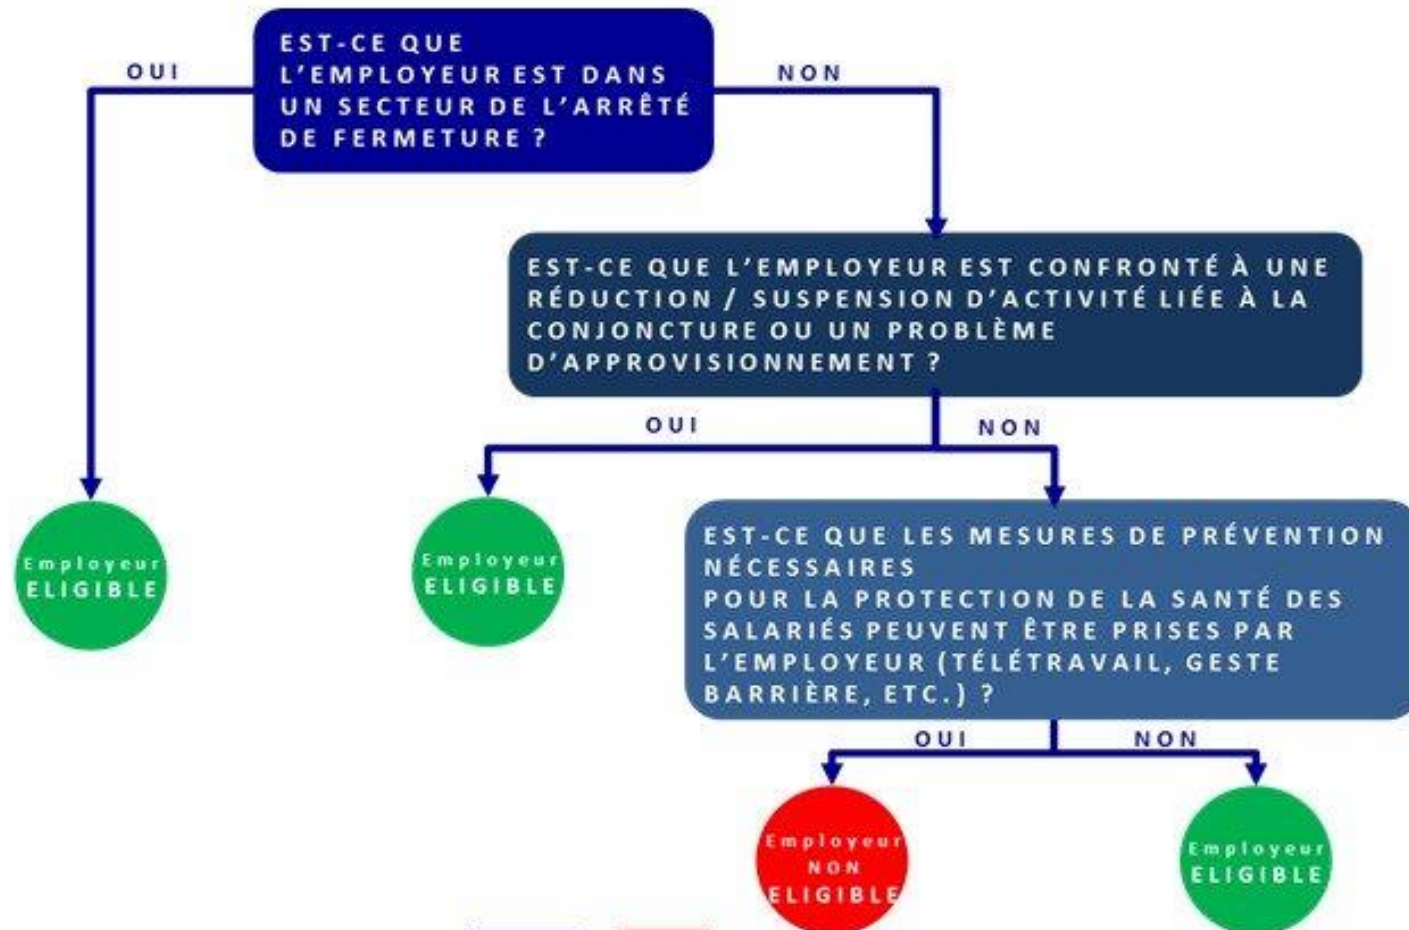 EST-CE QUE
L'EMPLOYEUR EST DANS
UN SECTEUR DE L'ARRÊTÉ
DE FERMETURE ?
OUI
NON
EST-CE QUE L'EMPLOYEUR EST CONFRONTÉ À UNE
RÉDUCTION / SUSPENSION D'ACTIVITÉ LIÉE À LA
CONJONCTURE OU UN PROBLÈME
D'APPROVISIONNEMENT ?
OUI
NON
Employeur
ELIGIBLE
Employeur
ELIGIBLE
EST-CE QUE LES MESURES DE PRÉVENTION
NÉCESSAIRES
POUR LA PROTECTION DE LA SANTÉ DES
SALARIÉS PEUVENT ÊTRE PRISES PAR
L'EMPLOYEUR (TÉLÉTRAVAIL, GESTE
BARRIÈRE, ETC.) ?
OUI
NON
Employeur
NON
ELIGIBLE
Employeur
ELIGIBLE